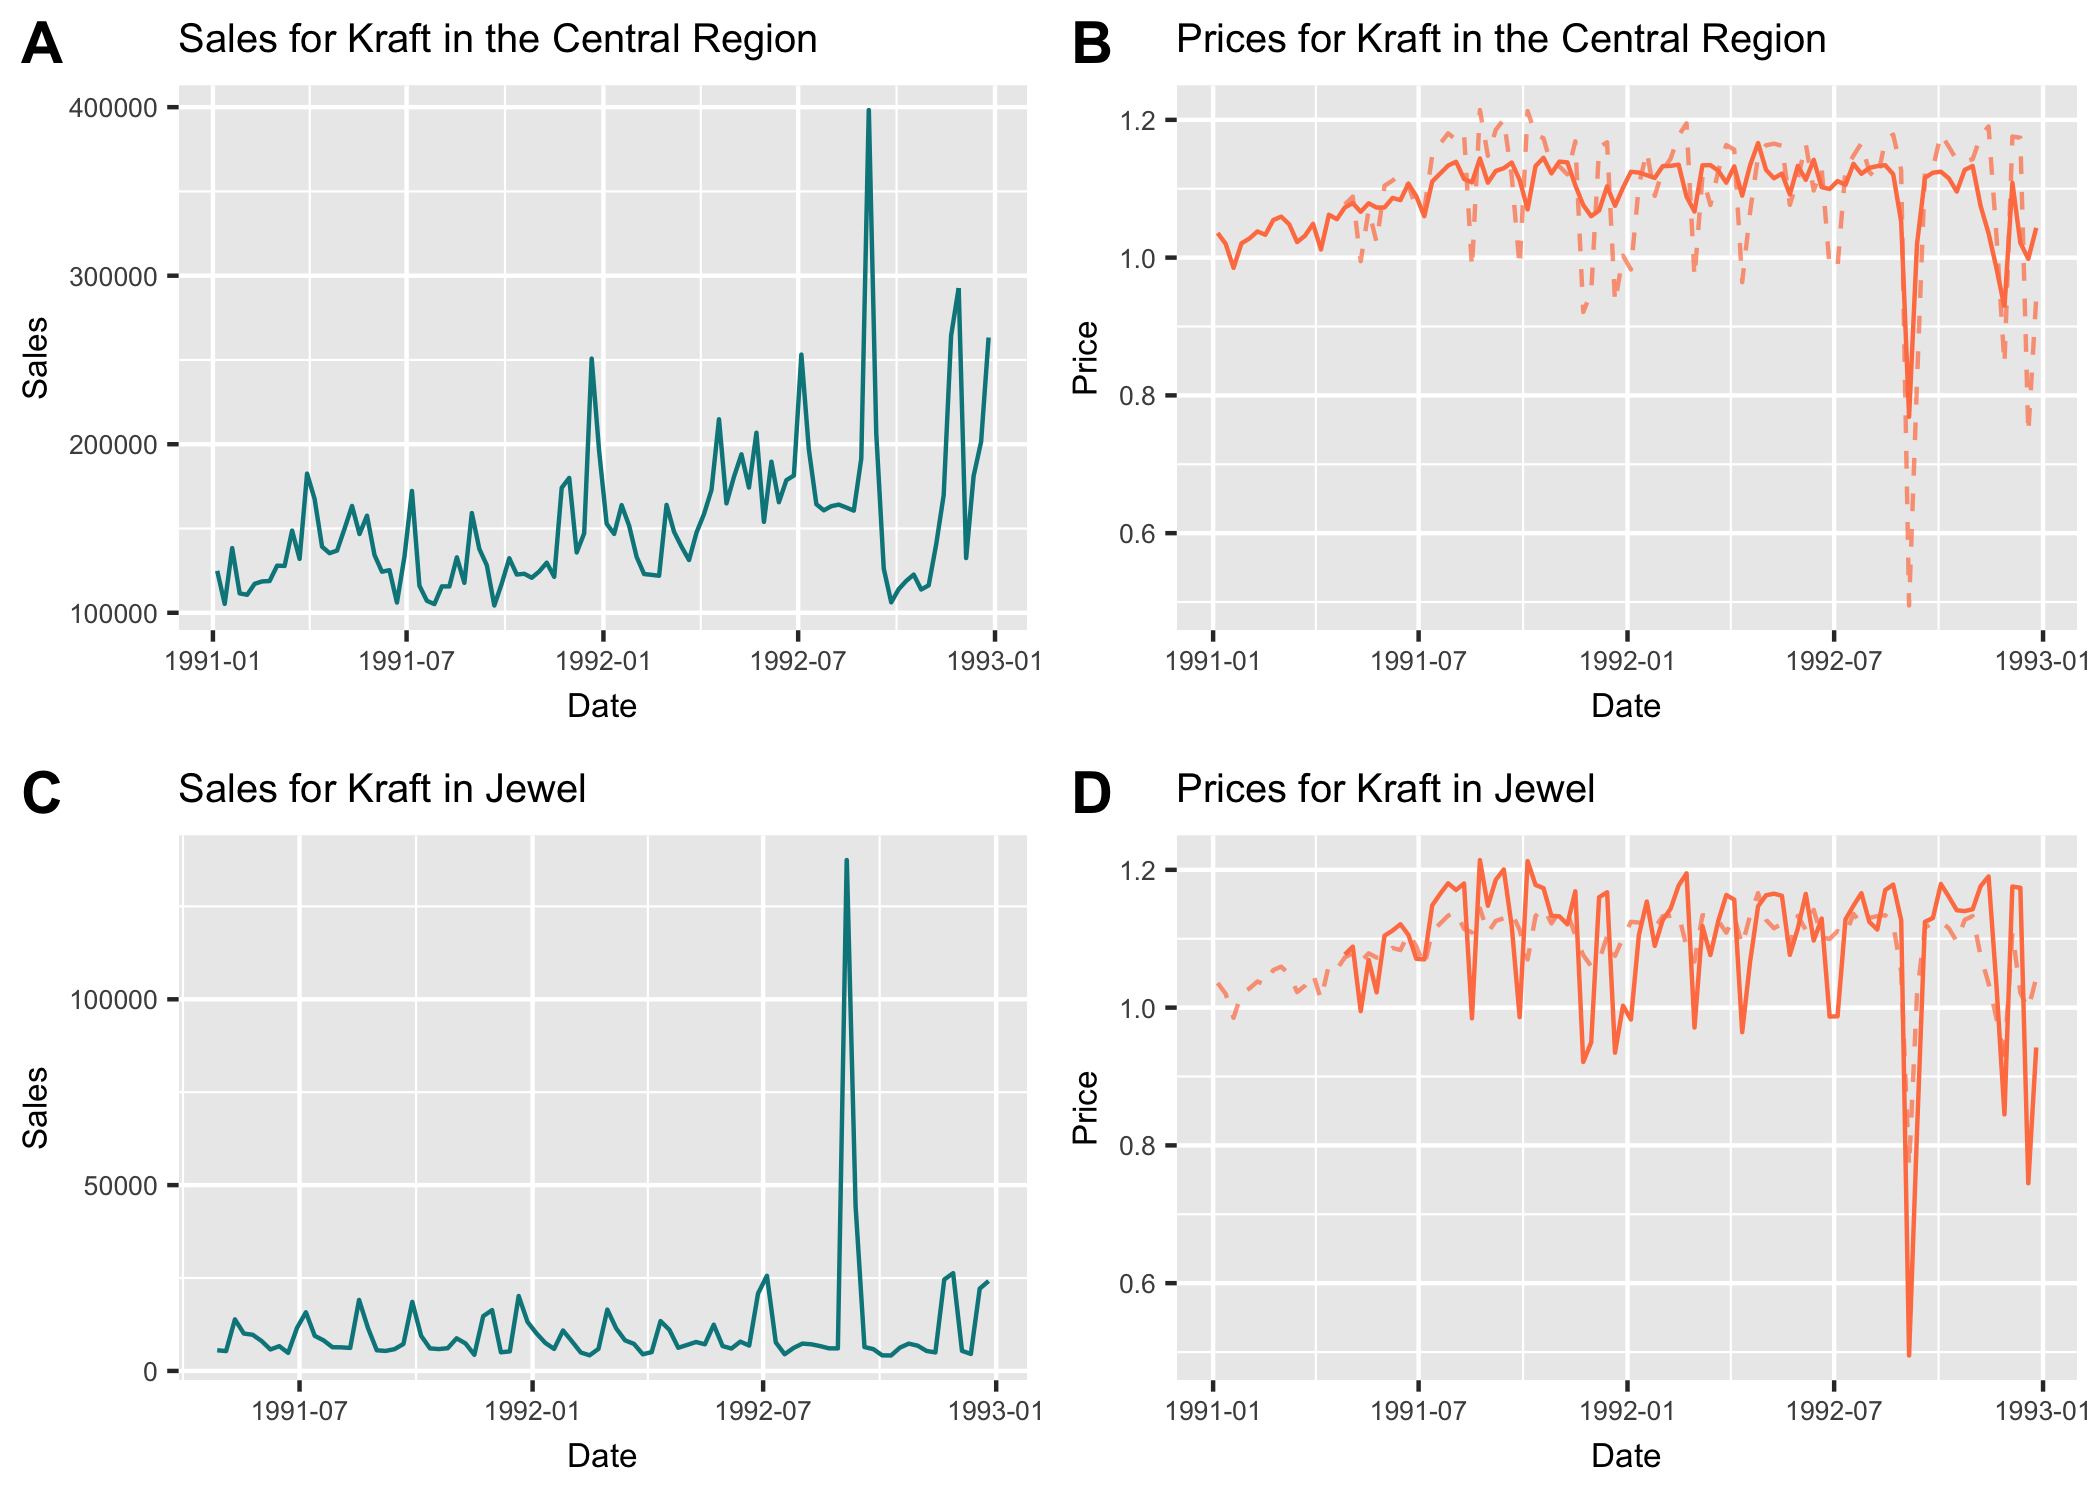 A
Sales for Kraft in the Central Region
400000
300000
200000
100000
Sales
1991-01
1991-07
1992-01
1992-07
1993-01
Date
B
Prices for Kraft in the Central Region
1.2
1.0
0.8
0.6
Price
1991-01
1991-07
1992-01
1992-07
1993-01
Date
C
Sales for Kraft in Jewel
100000
50000
0
Sales
1991-07
1992-01
1992-07
1993-01
Date
D
Prices for Kraft in Jewel
1.2
1.0
0.8
0.6
Price
1991-01
1991-07
1992-01
1992-07
1993-01
Date